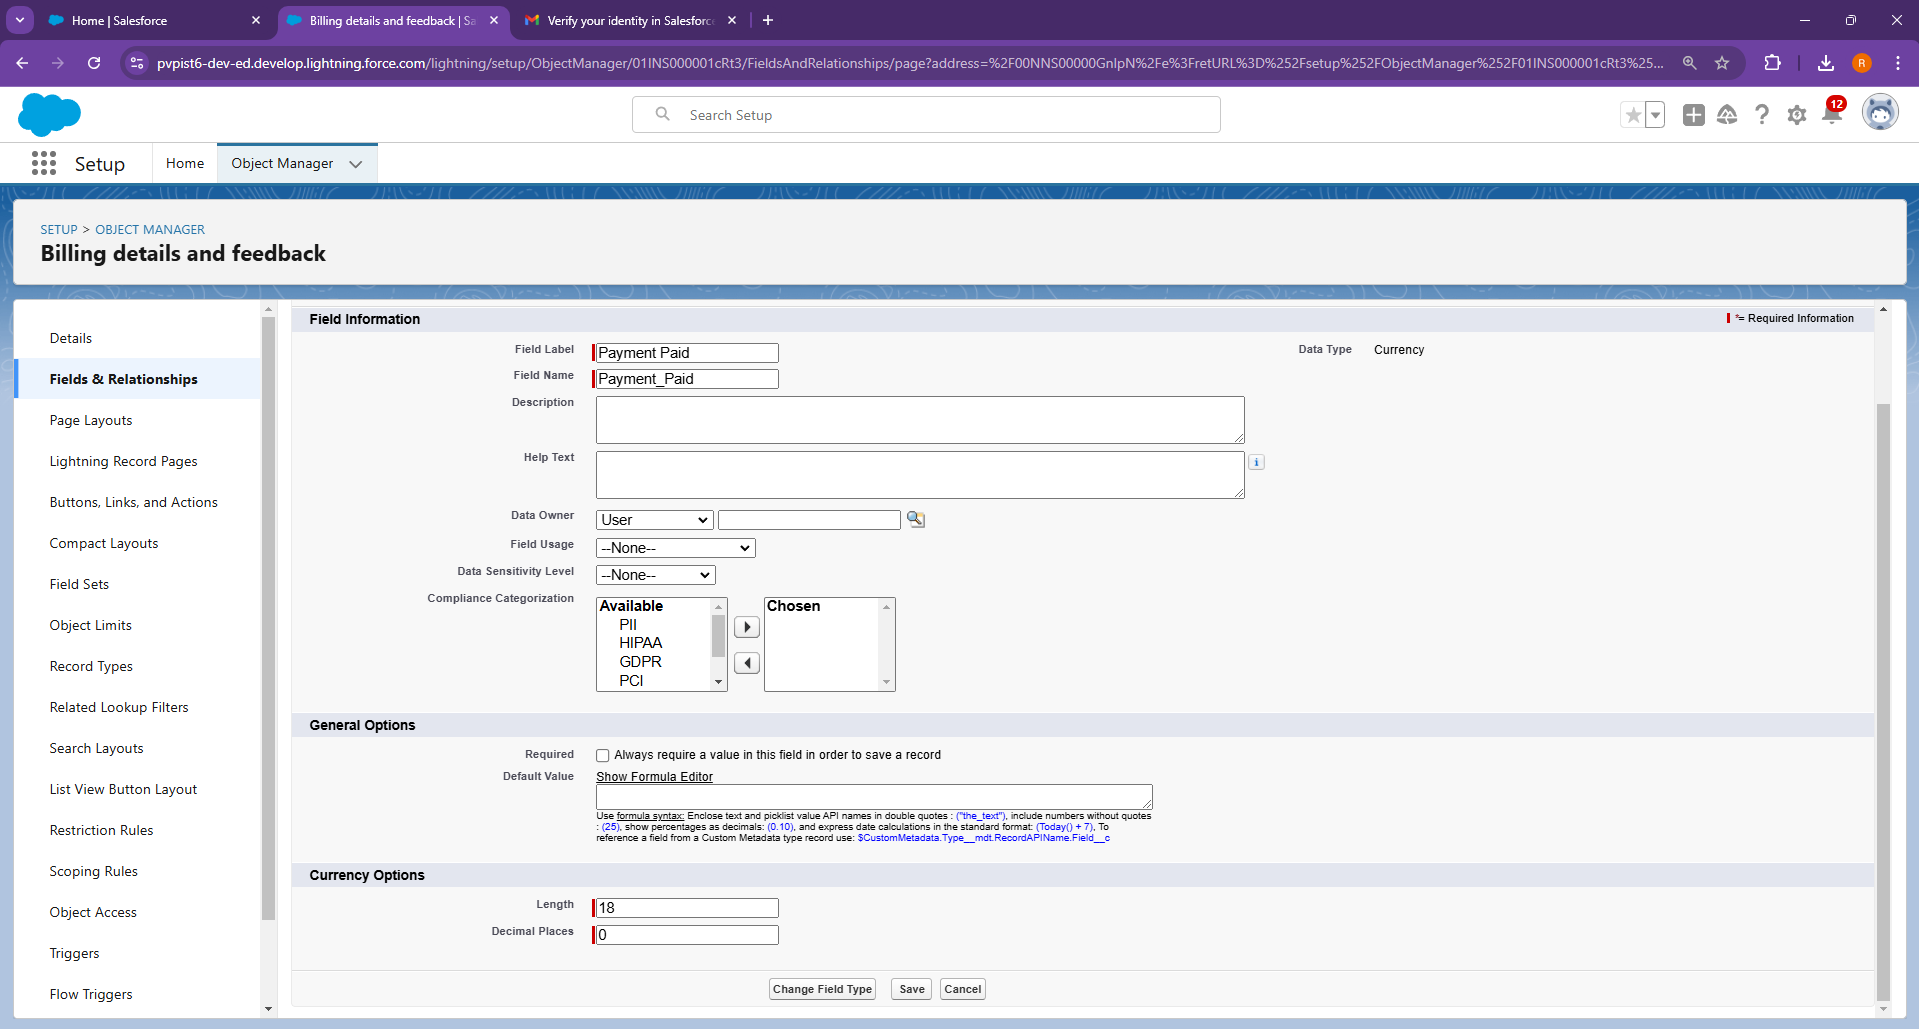 Home | Salesforce
Billing details and feedback | Sa
Verify your identity in Salesforc
pvpist6-dev-ed.develop.lightning.force.com/lightning/setup/ObjectManager/01INS000001cRt3/FieldsAndRelationships/page?address=%2F00NNS00000GnIpN%2Fe%3FretURL%3D%252Fsetup%252FObjectManager%252F01INS000001cRt3%25...
R
Search Setup
12
Setup
Home
Object Manager
SETUP > OBJECT MANAGER
Billing details and feedback
Details
Fields & Relationships
Page Layouts
Lightning Record Pages
Buttons, Links, and Actions
Compact Layouts
Field Sets
Object Limits
Record Types
Related Lookup Filters
Search Layouts
List View Button Layout
Restriction Rules
Scoping Rules
Object Access
Triggers
Flow Triggers
Field Information
*= Required Information
Field Label
Payment Paid
Data Type
Currency
Field Name
Payment_Paid
Description
Help Text
i
Data Owner
User
Field Usage
--None--
Data Sensitivity Level
--None--
Compliance Categorization
Available
PII
HIPAA
GDPR
PCI
Chosen
General Options
Required
Always require a value in this field in order to save a record
Default Value
Show Formula Editor
Use formula syntax: Enclose text and picklist value API names in double quotes : ("the_text"), include numbers without quotes
: (25), show percentages as decimals: (0.10), and express date calculations in the standard format: (Today() + 7), To
reference a field from a Custom Metadata type record use: $CustomMetadata.Type__mdt.RecordAPIName.Field__c
Currency Options
Length
18
Decimal Places
0
Change Field Type
Save
Cancel